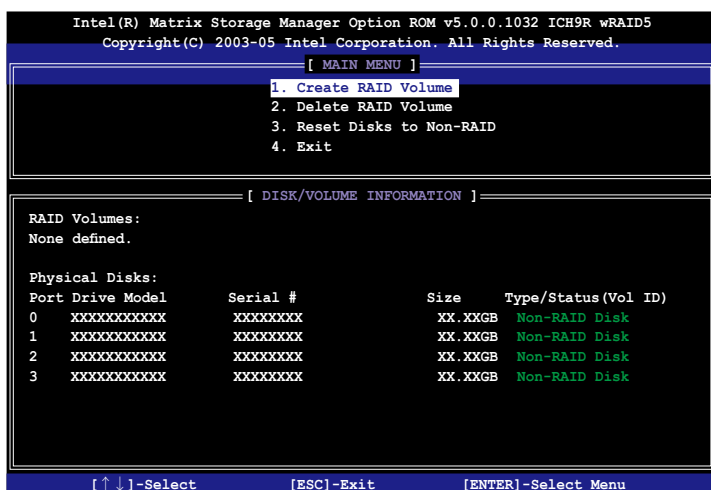 Intel(R) Matrix Storage Manager Option ROM v5.0.0.1032 ICH9R wRAID5
Copyright(C) 2003-05 Intel Corporation. All Rights Reserved.
[ MAIN MENU ]
1. Create RAID Volume
2. Delete RAID Volume
3. Reset Disks to Non-RAID
4. Exit
[ DISK/VOLUME INFORMATION ]
RAID Volumes:
None defined.
Physical Disks:
Port Drive Model Serial # Size Type/Status(Vol ID)
0 XXXXXXXXXXX XXXXXXXX XX.XXGB Non-RAID Disk
1 XXXXXXXXXXX XXXXXXXX XX.XXGB Non-RAID Disk
2 XXXXXXXXXXX XXXXXXXX XX.XXGB Non-RAID Disk
3 XXXXXXXXXXX XXXXXXXX XX.XXGB Non-RAID Disk
[↑↓]-Select [ESC]-Exit [ENTER]-Select Menu